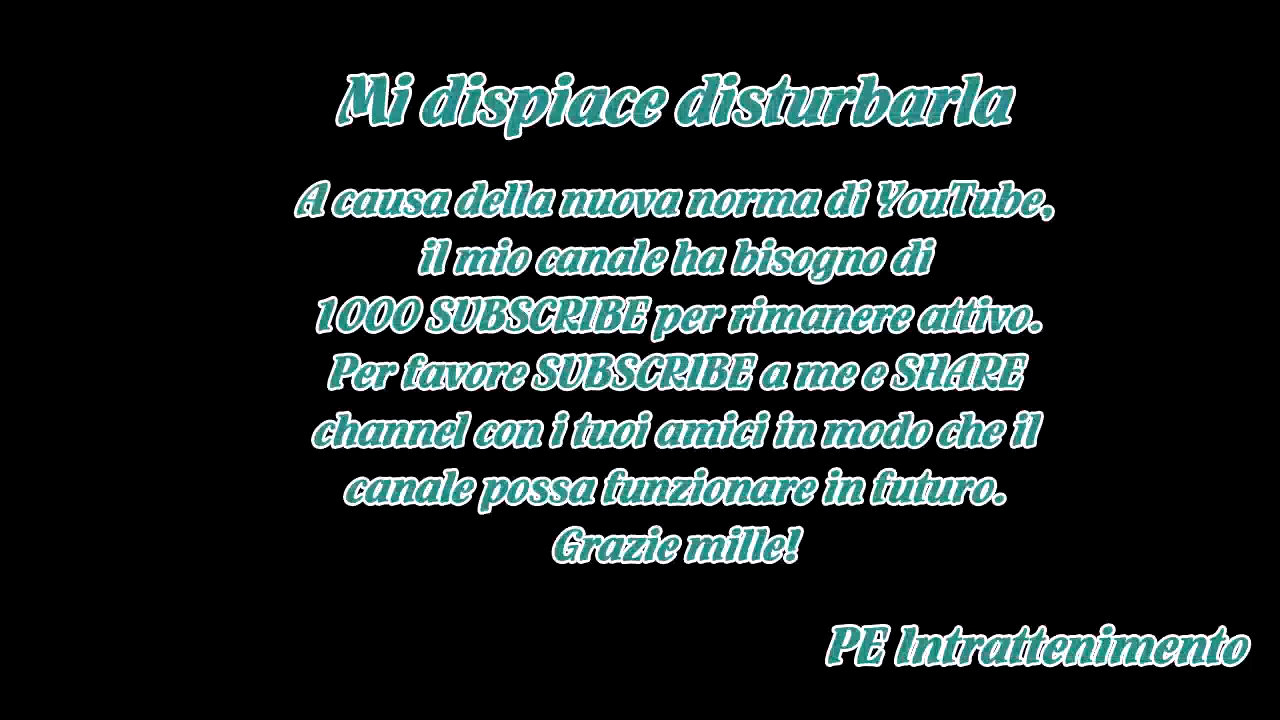 Mi dispiace disturbarla
A causa della nuova norma di YouTube,
il mio canale ha bisogno di
1000 SUBSCRIBE per rimanere attivo.
Per favore SUBSCRIBE a me e SHARE
channel con i tuoi amici in modo che il
canale possa funzionare in futuro.
Grazie mille!
PE Intrattenimento